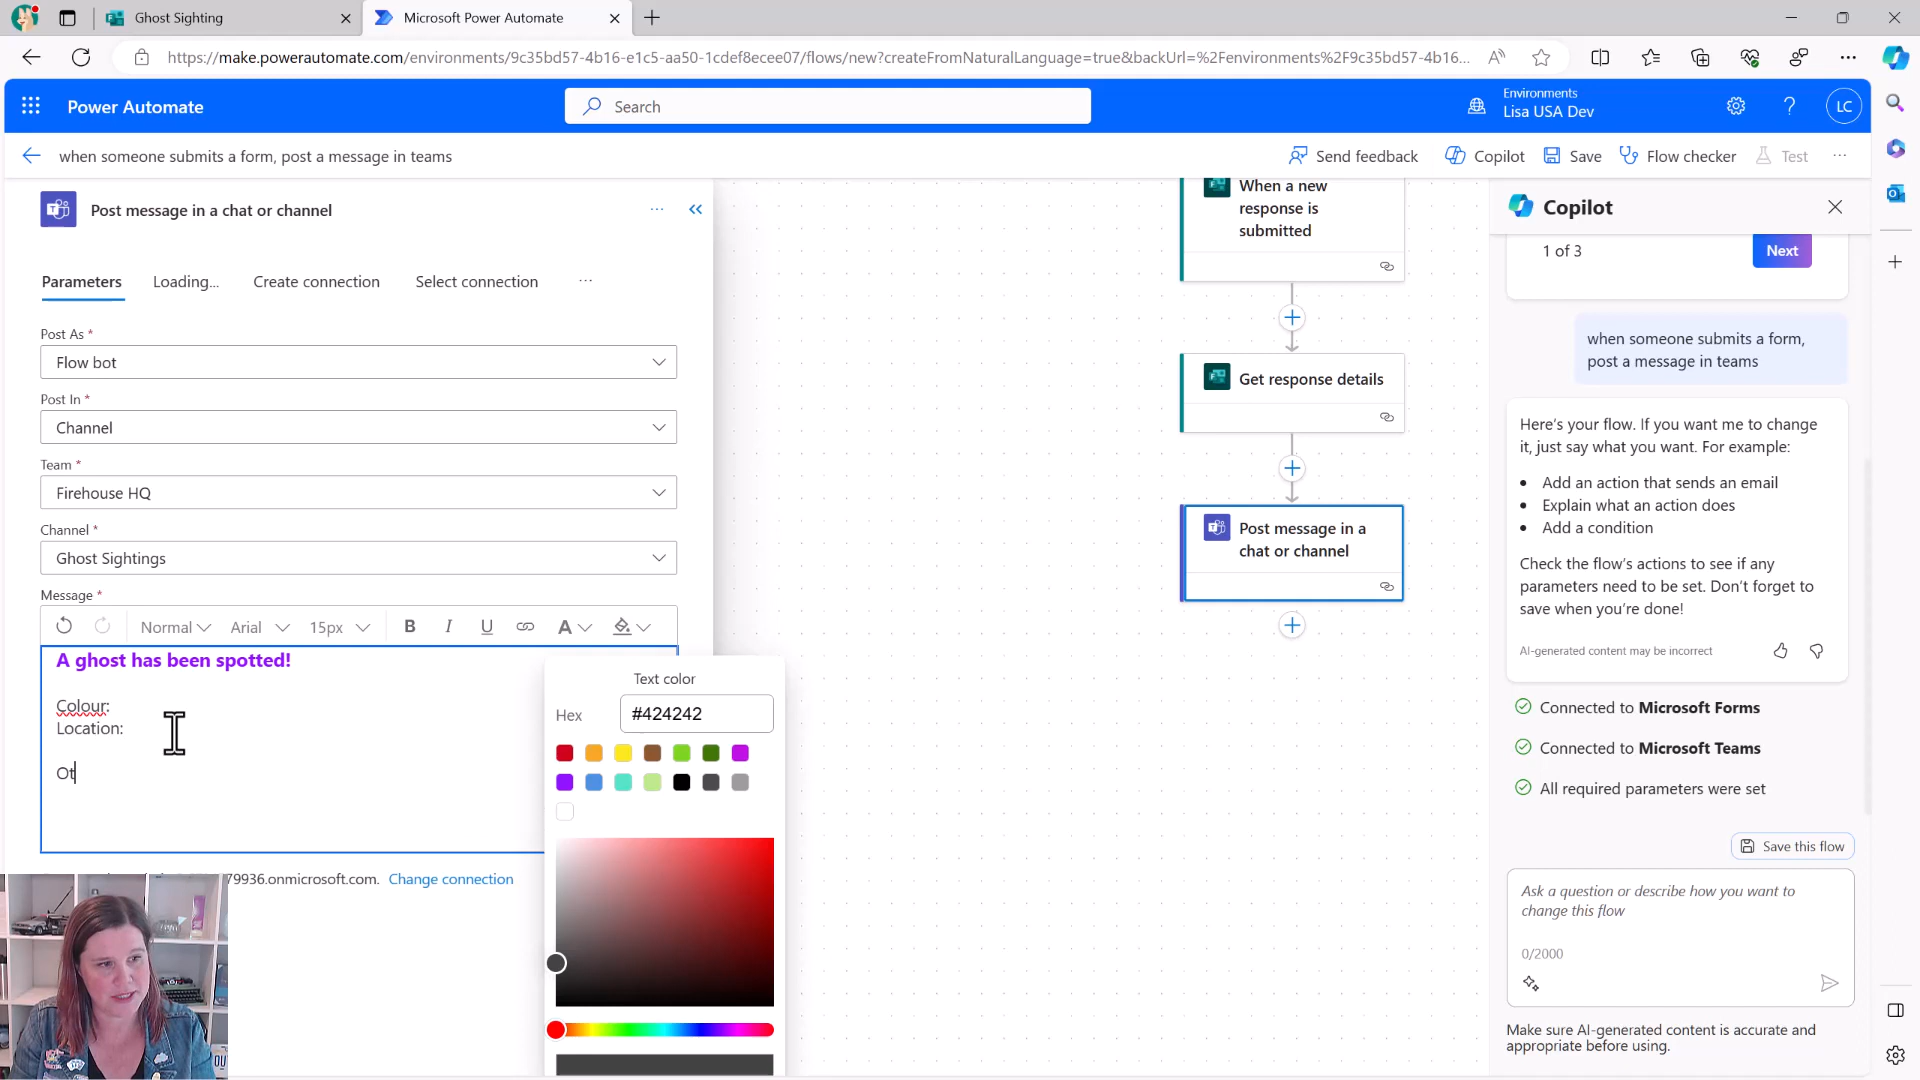 Ghost Sighting
Microsoft Power Automate
https://make.powerautomate.com/environments/9c35bd57-4b16-e1c5-aa50-1cdef8ecee07/flows/new?createFromNaturalLanguage=true&backUrl=%2Fenvironments%2F9c35bd57-4b16...
Power Automate
Search
Environments
Lisa USA Dev
LC
when someone submits a form, post a message in teams
Send feedback
Copilot
Save
Flow checker
Test
Post message in a chat or channel
Parameters
Loading...
Create connection
Select connection
Post As *
Flow bot
Post In *
Channel
Team *
Firehouse HQ
Channel *
Ghost Sightings
Message *
Normal
Arial
15px
B
I
U
A
A ghost has been spotted!
Colour:
Location:
Ot
79936.onmicrosoft.com. Change connection
Text color
Hex
#424242
When a new
response is
submitted
Get response details
Post message in a
chat or channel
Copilot
1 of 3
Next
when someone submits a form,
post a message in teams
Here's your flow. If you want me to change
it, just say what you want. For example:
Add an action that sends an email
Explain what an action does
Add a condition
Check the flow's actions to see if any
parameters need to be set. Don't forget to
save when you're done!
AI-generated content may be incorrect
Connected to Microsoft Forms
Connected to Microsoft Teams
All required parameters were set
Save this flow
Ask a question or describe how you want to
change this flow
0/2000
Make sure AI-generated content is accurate and
appropriate before using.